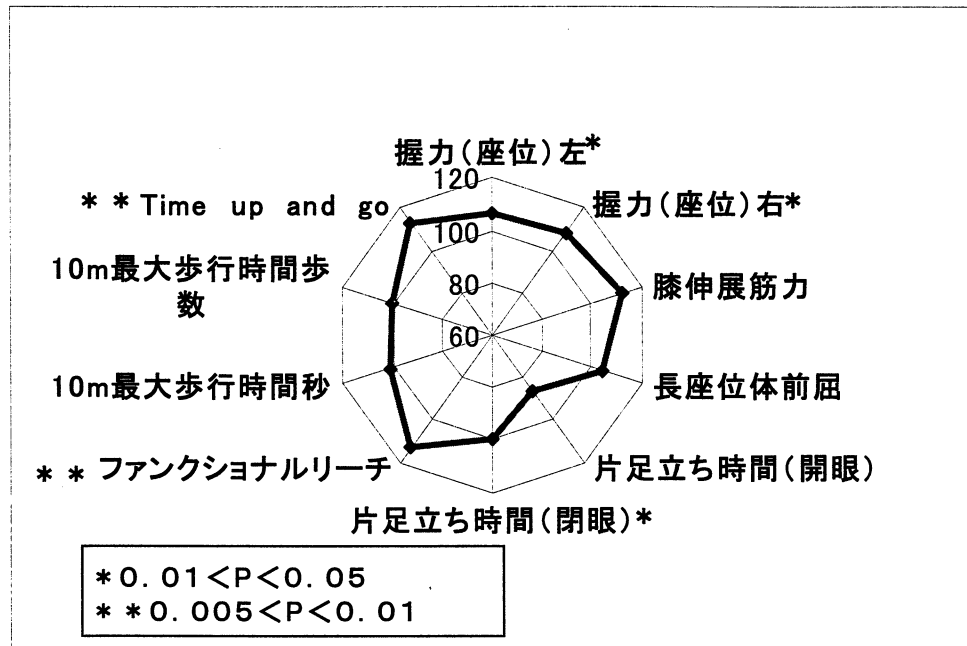 握力(座位)左*
120
**Time up and go
握力(座位)右*
100
10m最大歩行時間歩
数
80
膝伸展筋力
60
10m最大歩行時間秒
長座位体前屈
**ファンクショナルリーチ
片足立ち時間(開眼)
片足立ち時間(閉眼)*
*0.01<P<0.05
**0.005<P<0.01